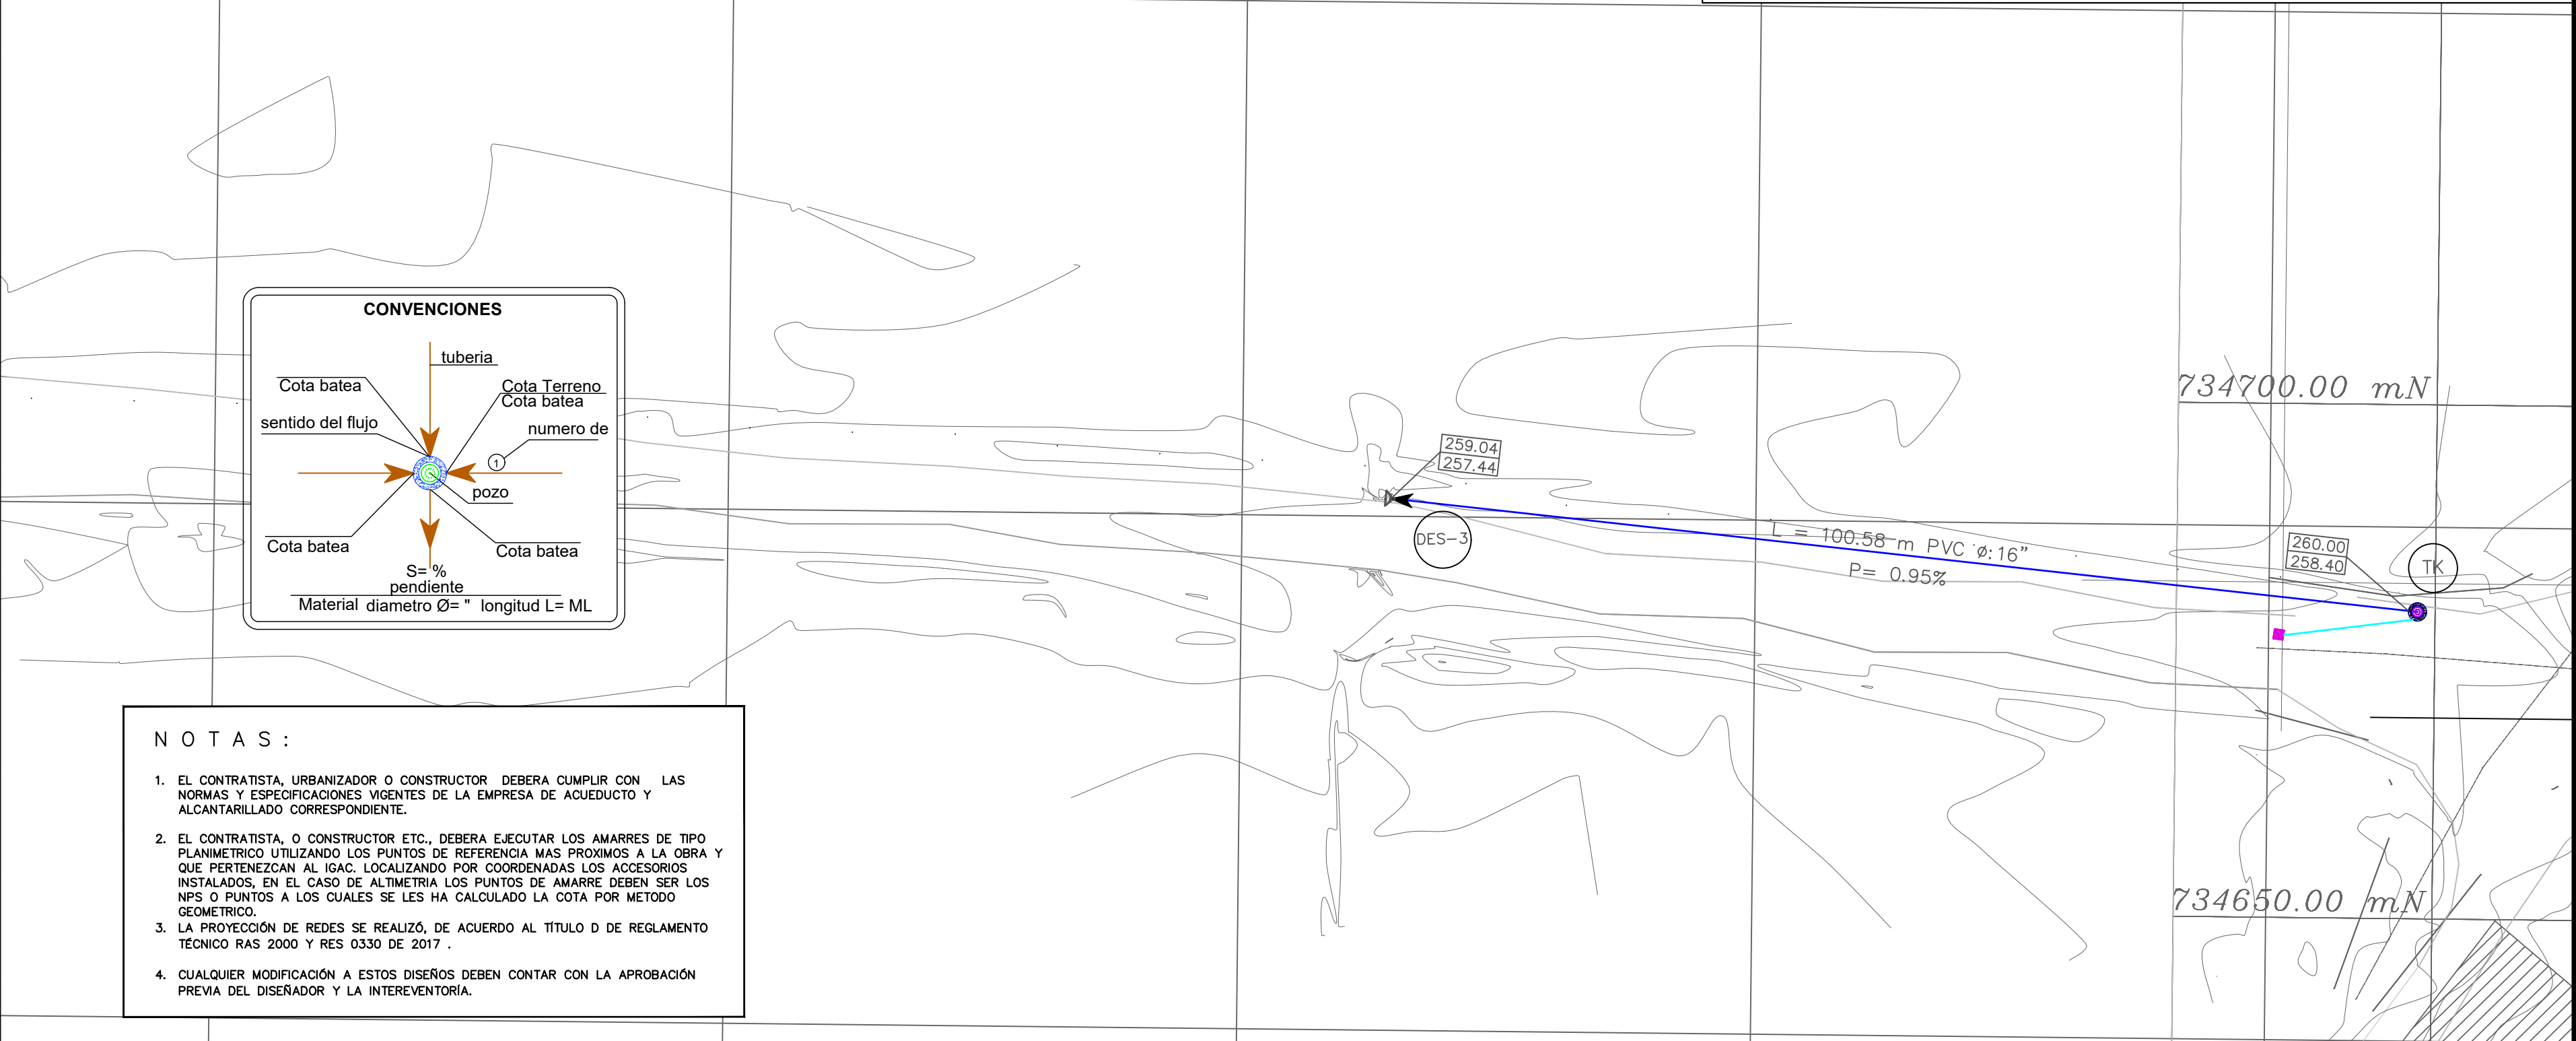 CONVENCIONES
tuberia
Cota batea
Cota Terreno
Cota batea
sentido del flujo
numero de
1
pozo
Cota batea
Cota batea
S= %
pendiente
Material diametro Ø= " longitud L= ML
N O T A S :
1. EL CONTRATISTA, URBANIZADOR O CONSTRUCTOR DEBERA CUMPLIR CON LAS
NORMAS Y ESPECIFICACIONES VIGENTES DE LA EMPRESA DE ACUEDUCTO Y
ALCANTARILLADO CORRESPONDIENTE.
2. EL CONTRATISTA, O CONSTRUCTOR ETC., DEBERA EJECUTAR LOS AMARRES DE TIPO
PLANIMETRICO UTILIZANDO LOS PUNTOS DE REFERENCIA MAS PROXIMOS A LA OBRA Y
QUE PERTENEZCAN AL IGAC. LOCALIZANDO POR COORDENADAS LOS ACCESORIOS
INSTALADOS, EN EL CASO DE ALTIMETRIA LOS PUNTOS DE AMARRE DEBEN SER LOS
NPS O PUNTOS A LOS CUALES SE LES HA CALCULADO LA COTA POR METODO
GEOMETRICO.
3. LA PROYECCIÓN DE REDES SE REALIZÓ, DE ACUERDO AL TÍTULO D DE REGLAMENTO
TÉCNICO RAS 2000 Y RES 0330 DE 2017 .
4. CUALQUIER MODIFICACIÓN A ESTOS DISEÑOS DEBEN CONTAR CON LA APROBACIÓN
PREVIA DEL DISEÑADOR Y LA INTEREVENTORÍA.
259.04
257.44
DES-3
L = 100.58 m PVC ø:16"
P= 0.95%
734700.00 mN
260.00
258.40
TK
734650.00 mN